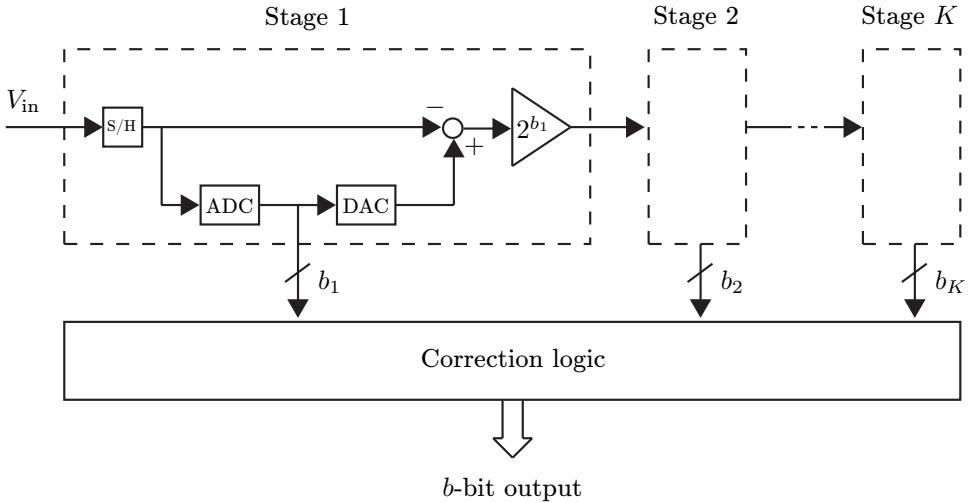 Stage 1
Stage 2
Stage K
V_in
S/H
−
+
2^{b_1}
ADC
DAC
b_1
b_2
b_K
Correction logic
b-bit output